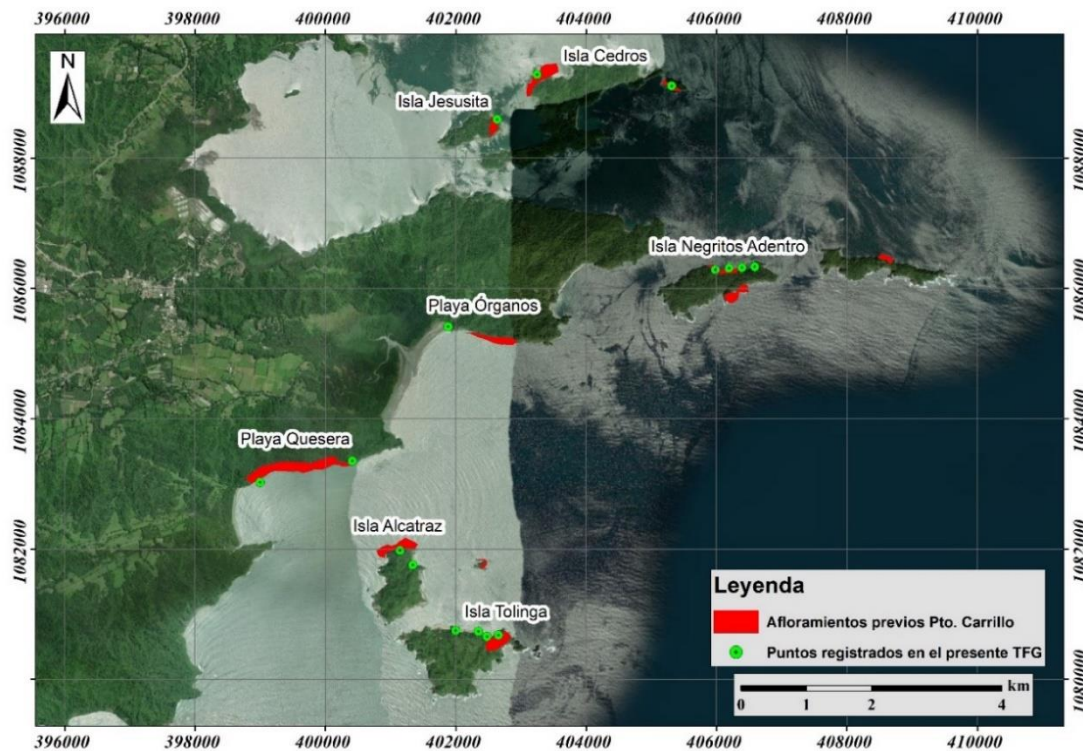 396000 398000 400000 402000 404000 406000 408000 410000
N
Isla Cedros
Isla Jesusita
1088000 1088000
Isla Negritos Adentro
1086000 1086000
Playa Órganos
1084000 1084000
Playa Quesera
Isla Alcatraz
1082000 1082000
Leyenda
Isla Tolinga
Afloramientos previos Pto. Carrillo
Puntos registrados en el presente TFG
1080000 1080000
km
0 1 2 4
396000 398000 400000 402000 404000 406000 408000 410000